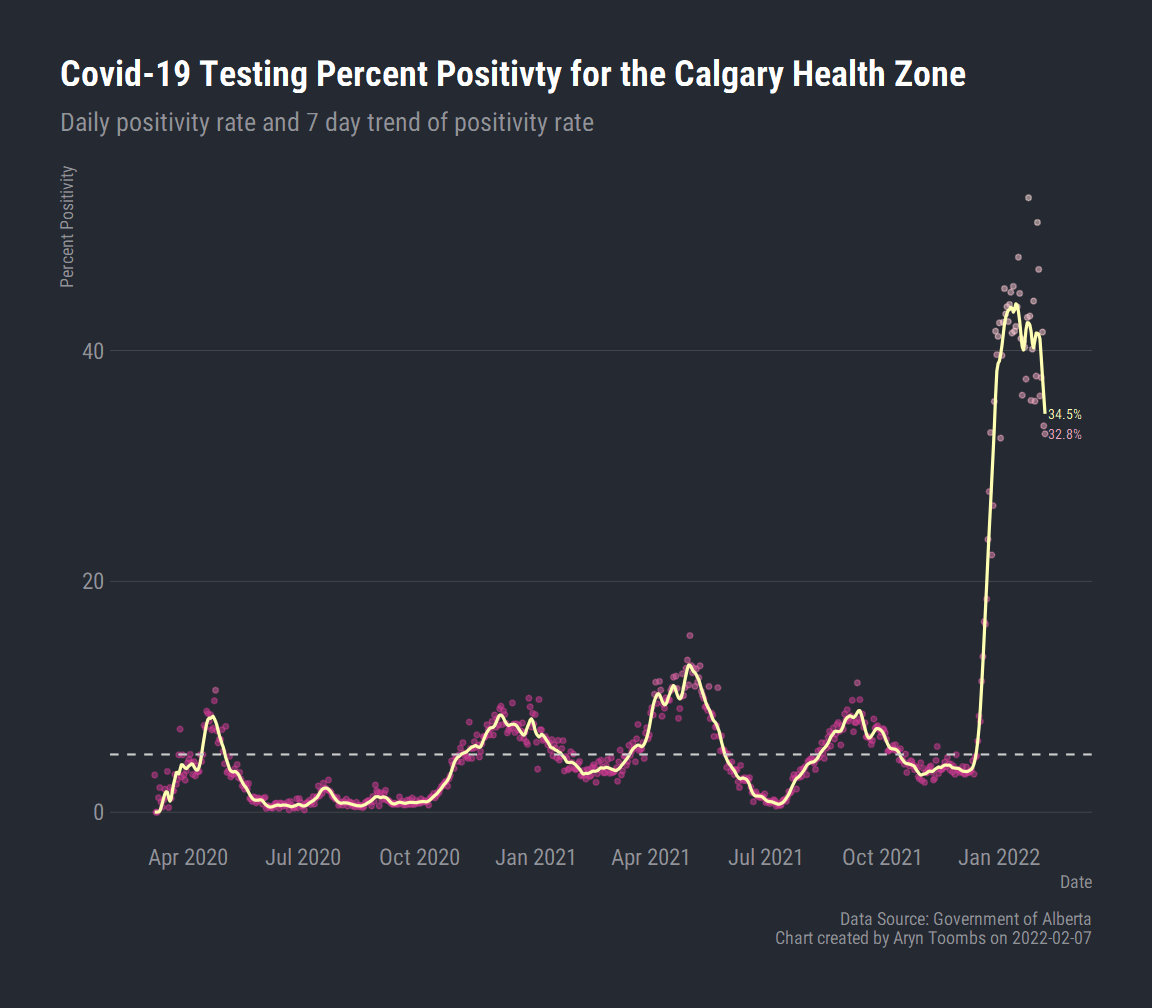 Covid-19 Testing Percent Positivty for the Calgary Health Zone
Daily positivity rate and 7 day trend of positivity rate
Percent Positivity
40
34.5%
32.8%
20
0
Apr 2020 Jul 2020 Oct 2020 Jan 2021 Apr 2021 Jul 2021 Oct 2021 Jan 2022
Date
Data Source: Government of Alberta
Chart created by Aryn Toombs on 2022-02-07